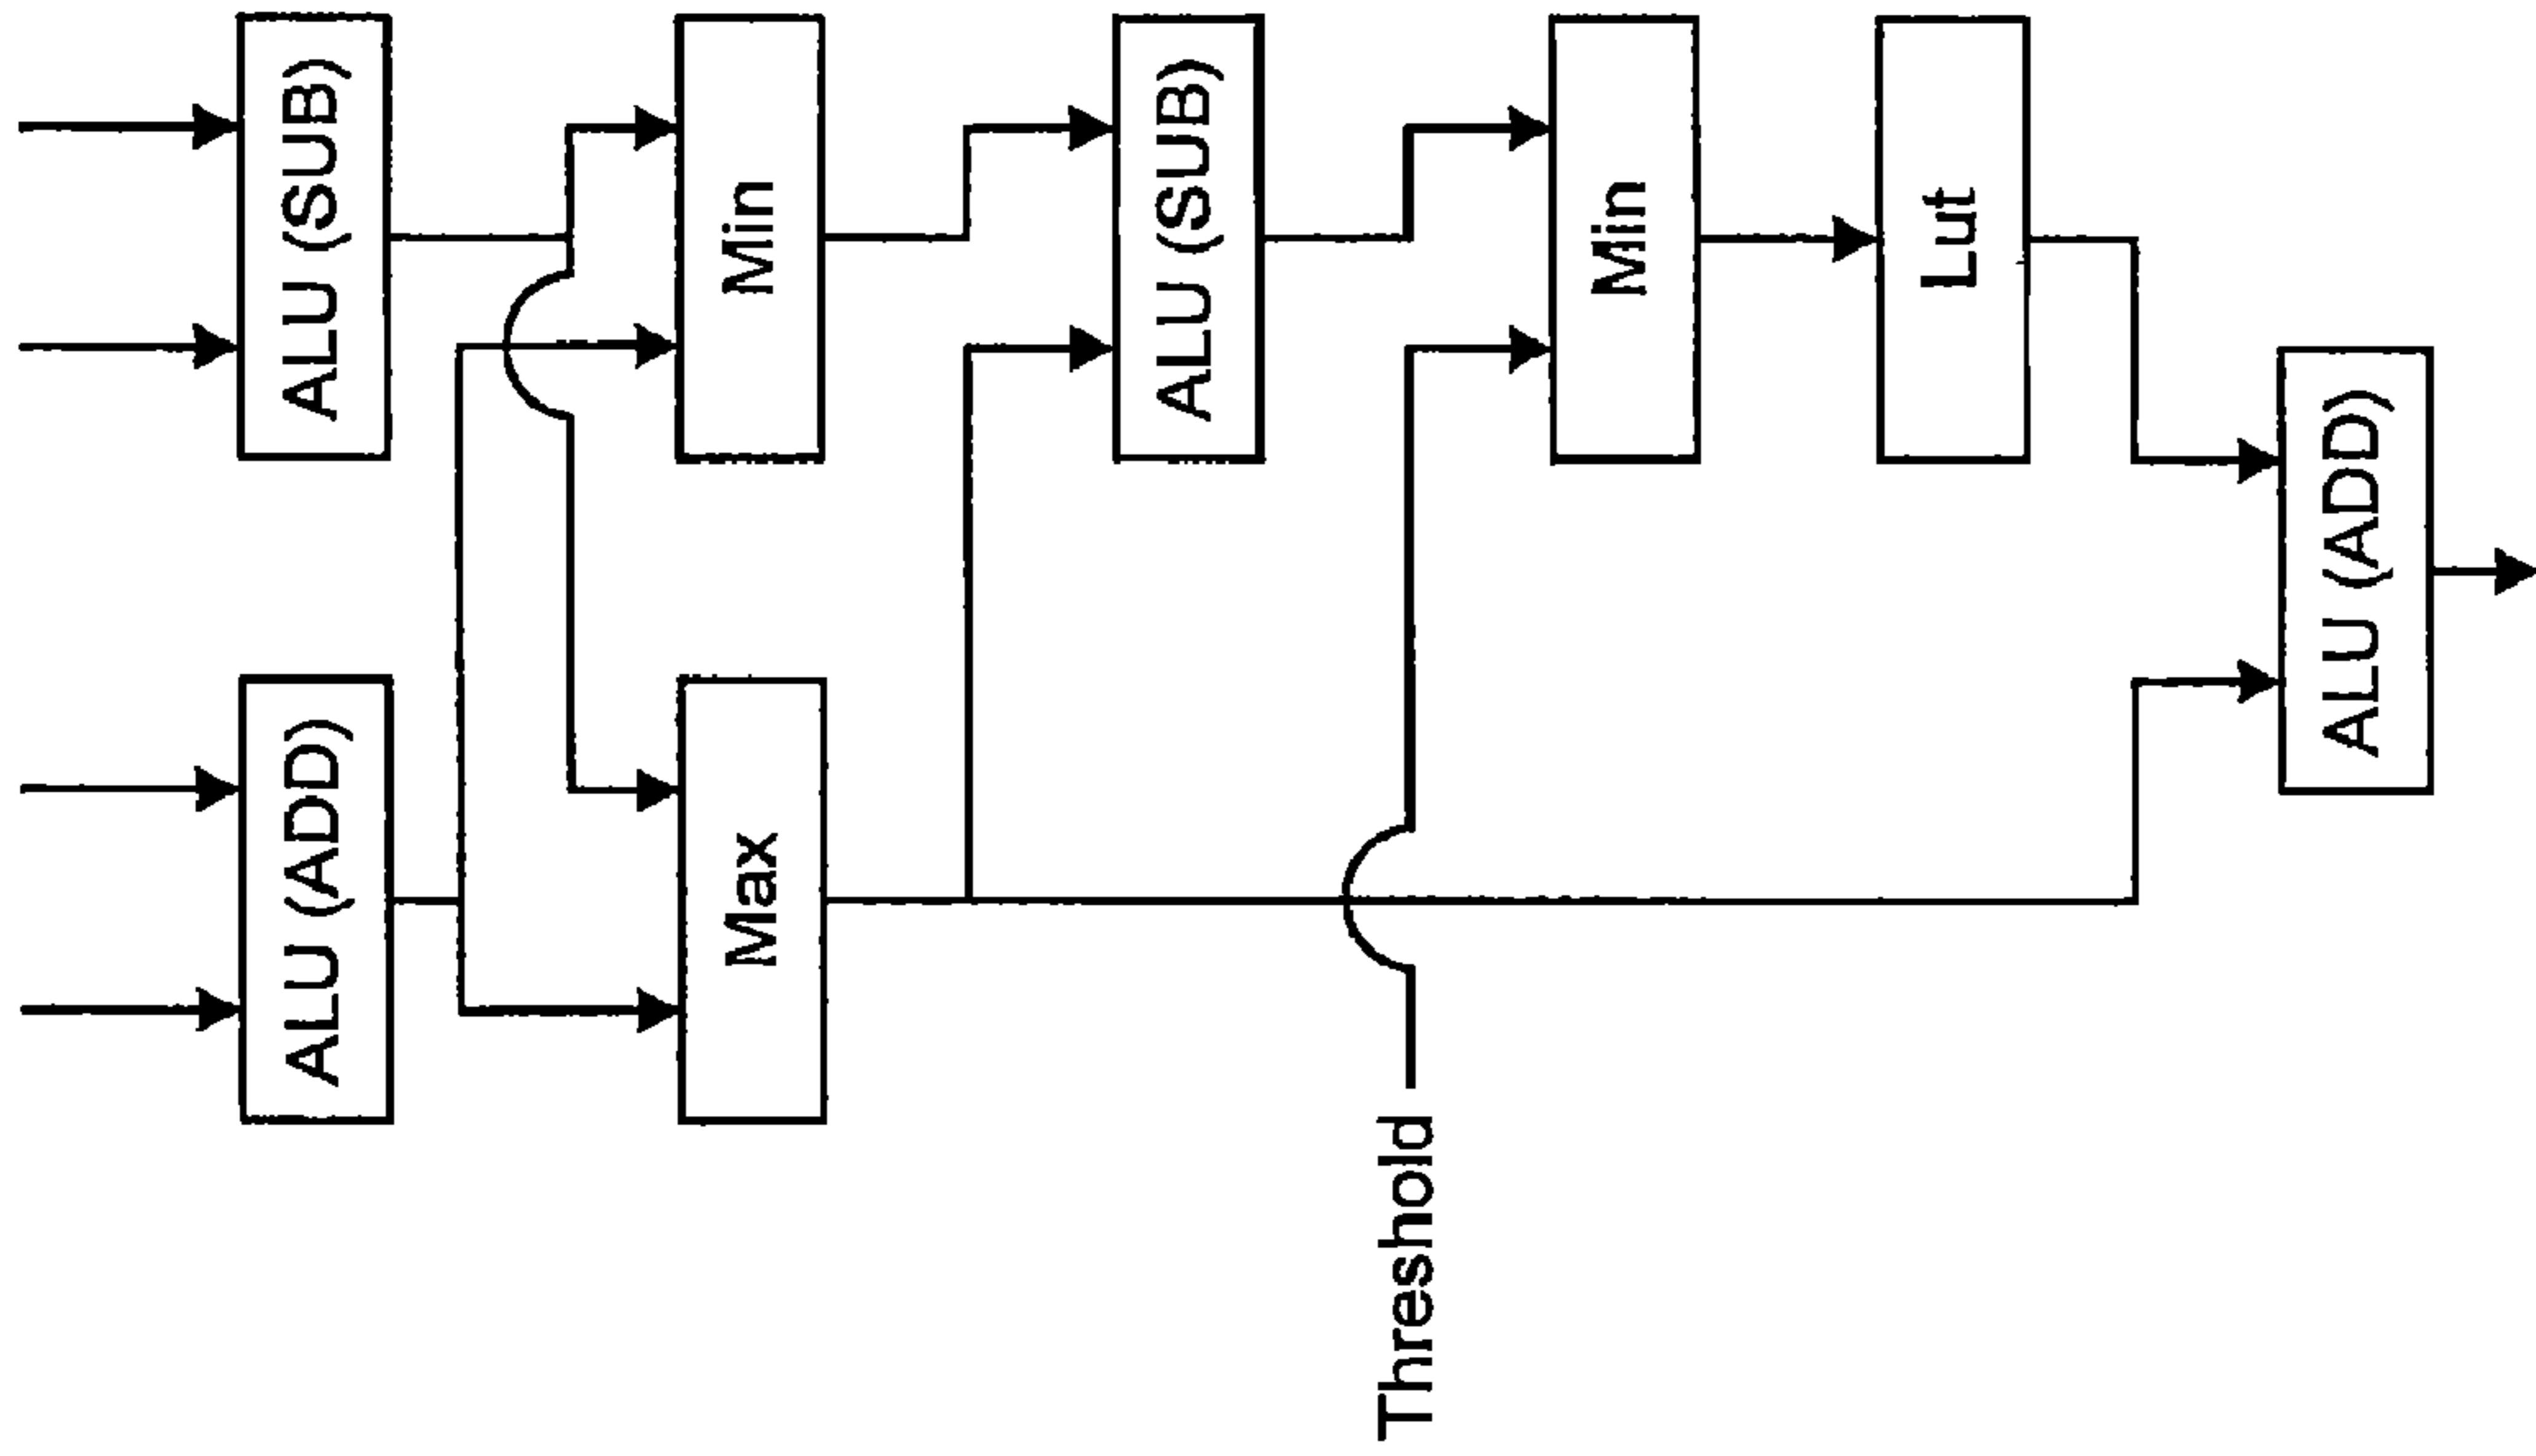 ALU (ADD)
ALU (SUB)
Max
Min
ALU (SUB)
Threshold
Min
Lut
ALU (ADD)